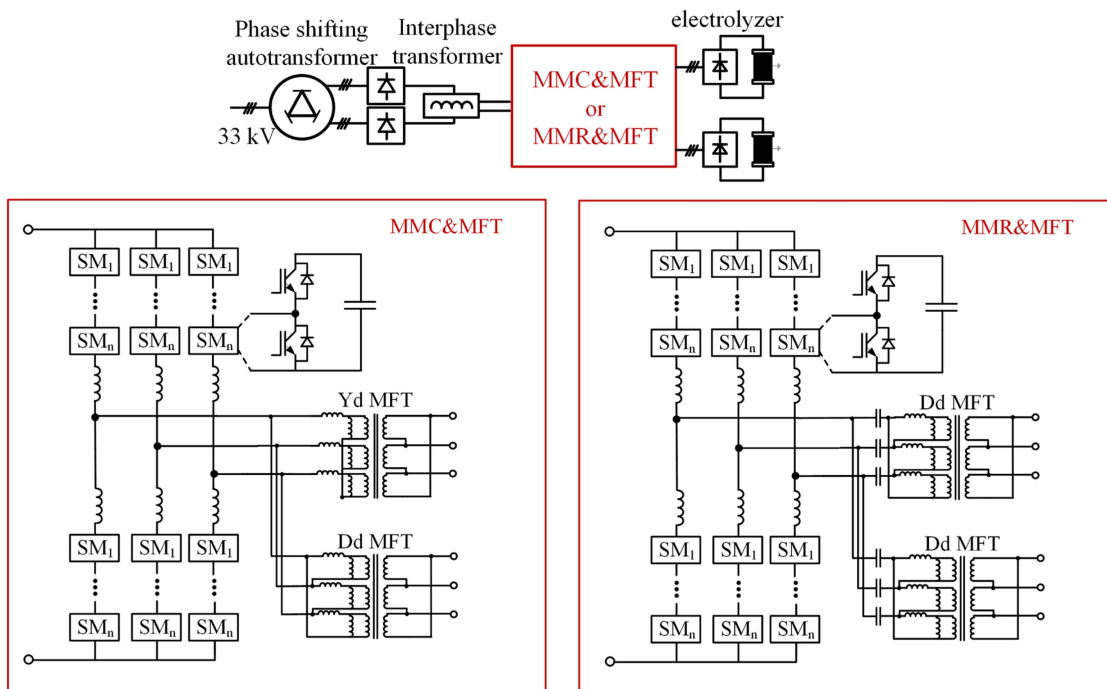 Phase shifting
autotransformer
Interphase
transformer
electrolyzer
33 kV
MMC&MFT
or
MMR&MFT
MMC&MFT
SM1 SM1 SM1
SMn SMn SMn
Yd MFT
Dd MFT
SM1 SM1 SM1
SMn SMn SMn
MMR&MFT
SM1 SM1 SM1
SMn SMn SMn
Dd MFT
Dd MFT
SM1 SM1 SM1
SMn SMn SMn